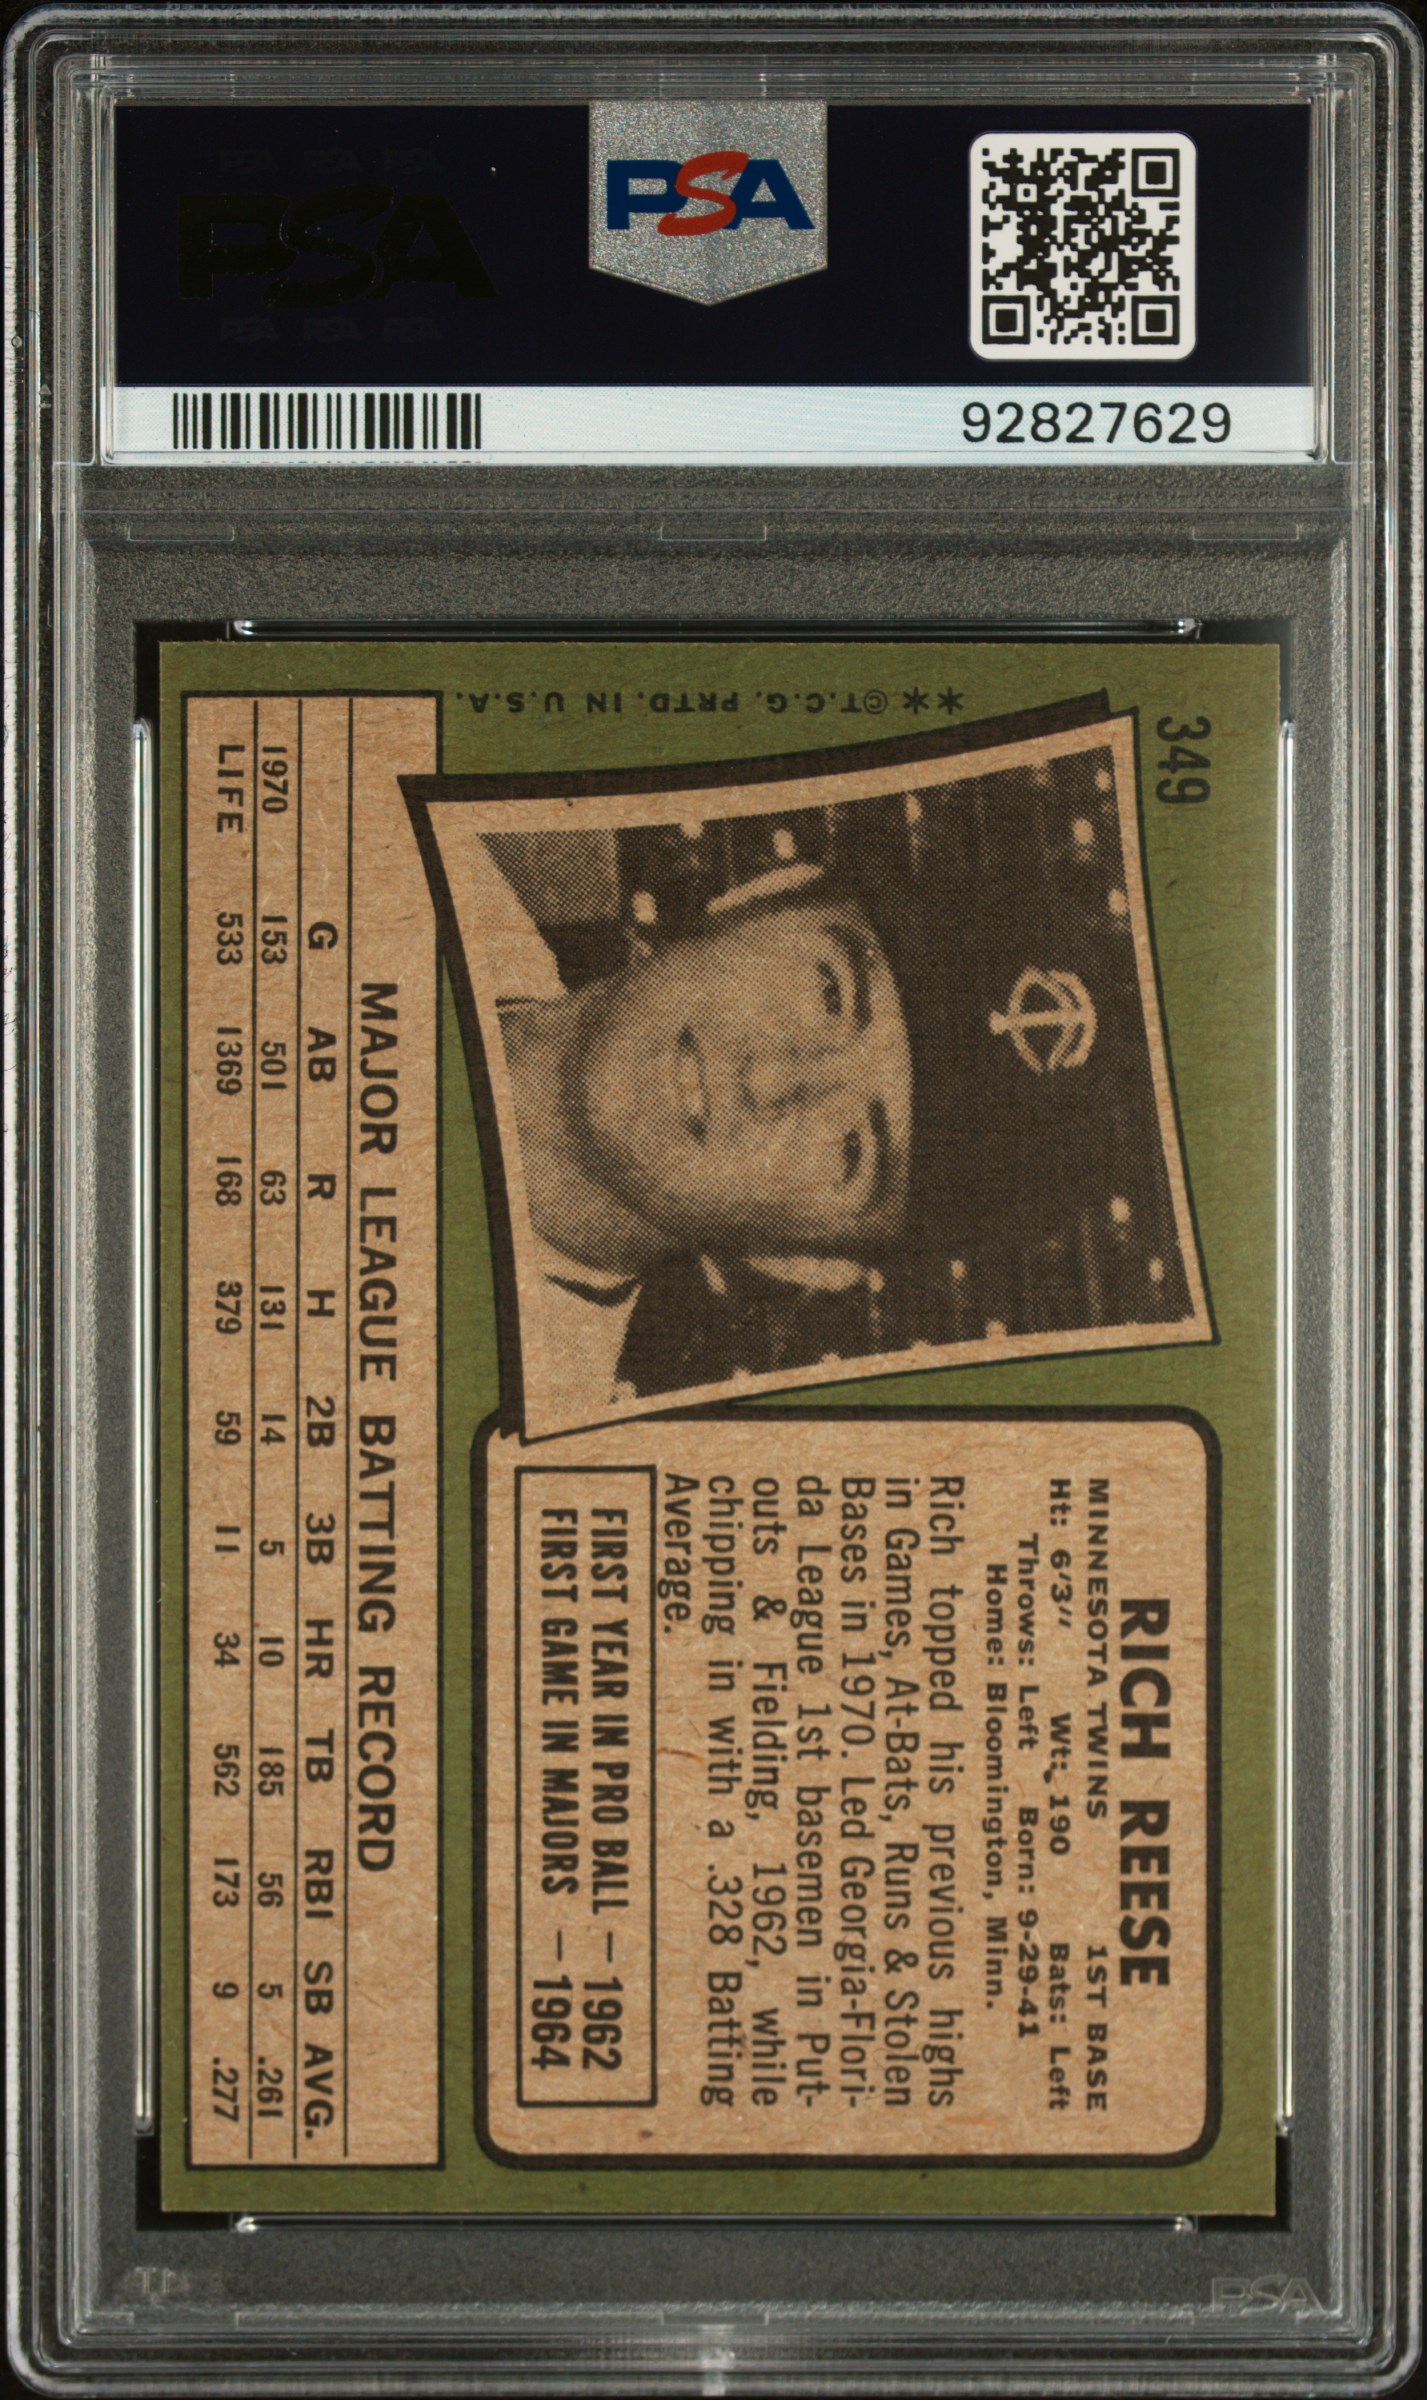 PSA
PSA
92827629
349
**©T.C.G. PRTD. IN U.S.A.
RICH REESE
MINNESOTA TWINS 1ST BASE
Ht: 6'3" Wt: 190 Bats: Left
Throws: Left Born: 9-29-41
Home: Bloomington, Minn.
Rich topped his previous highs
in Games, At-Bats, Runs & Stolen
Bases in 1970. Led Georgia-Flori-
da League 1st basemen in Put-
outs & Fielding, 1962, while
chipping in with a .328 Batting
Average.
FIRST YEAR IN PRO BALL — 1962
FIRST GAME IN MAJORS — 1964
MAJOR LEAGUE BATTING RECORD
G AB R H 2B 3B HR TB RBI SB AVG.
1970 153 501 63 131 14 5 10 185 56 5 .261
LIFE 533 1369 168 379 59 11 34 562 173 9 .277
PSA